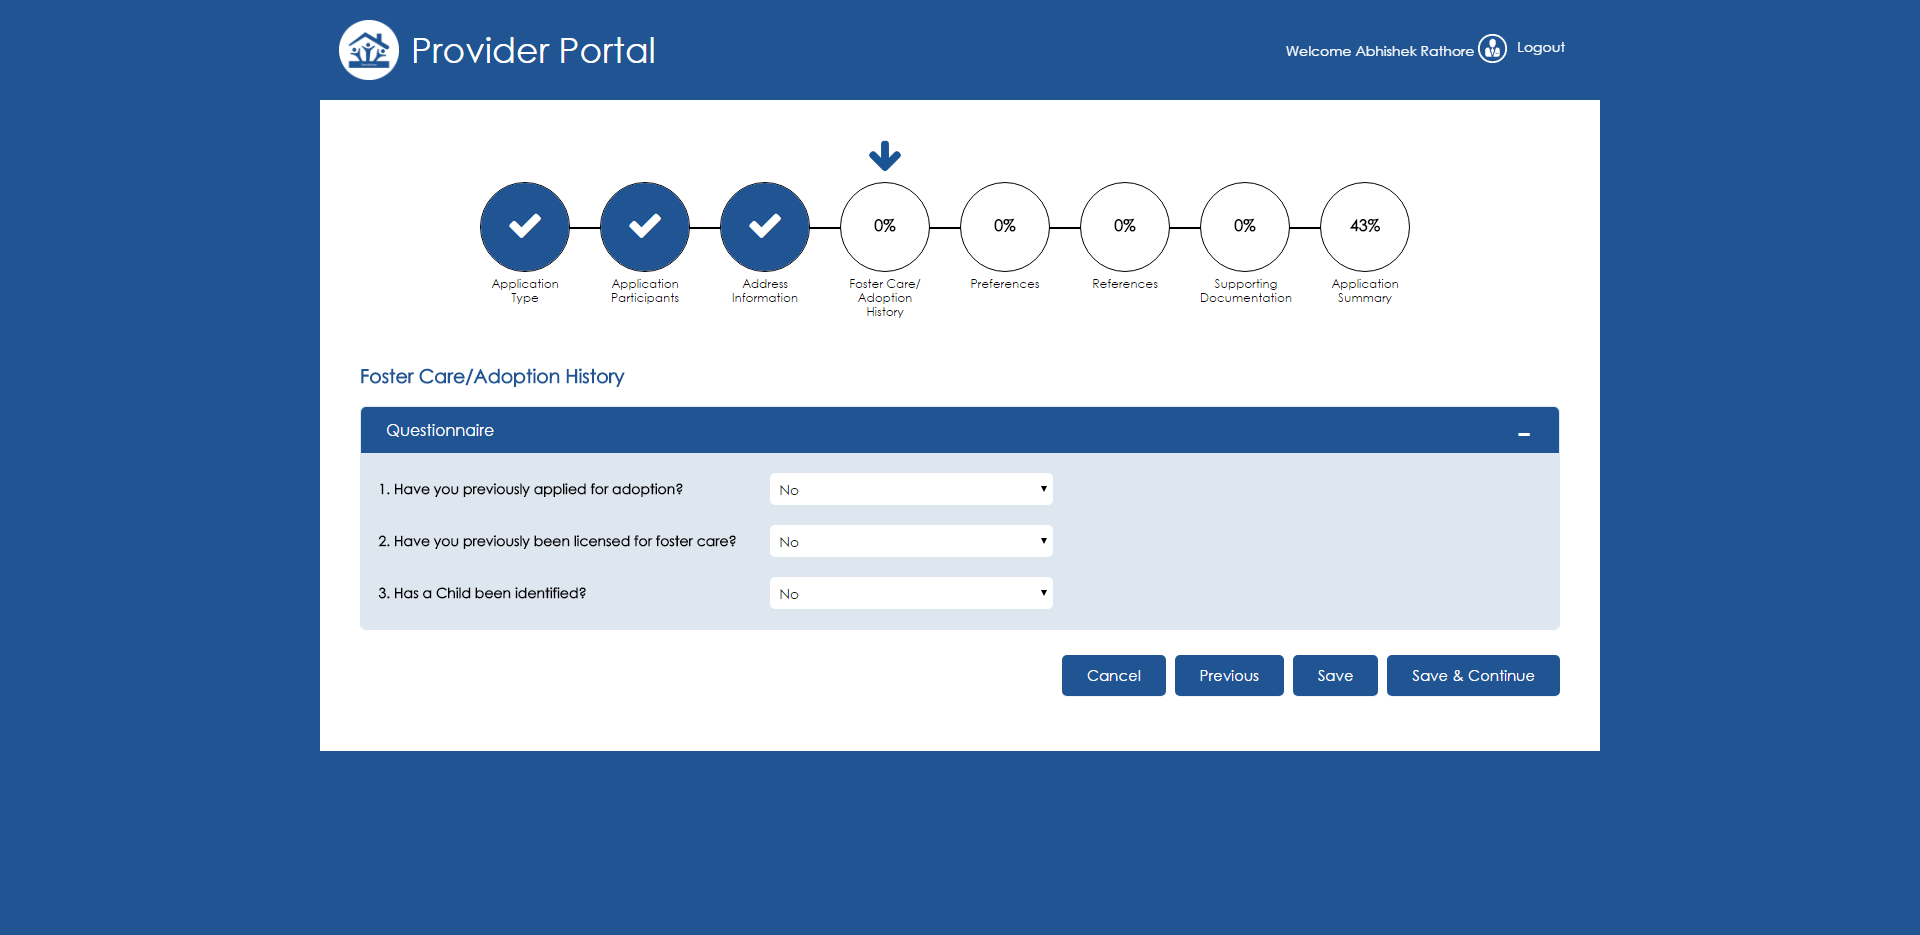 Provider Portal
Welcome Abhishek Rathore
Logout
0%
0%
0%
0%
43%
Application
Type
Application
Participants
Address
Information
Foster Care/
Adoption
History
Preferences
References
Supporting
Documentation
Application
Summary
Foster Care/Adoption History
Questionnaire
1. Have you previously applied for adoption?
No
2. Have you previously been licensed for foster care?
No
3. Has a Child been identified?
No
Cancel
Previous
Save
Save & Continue